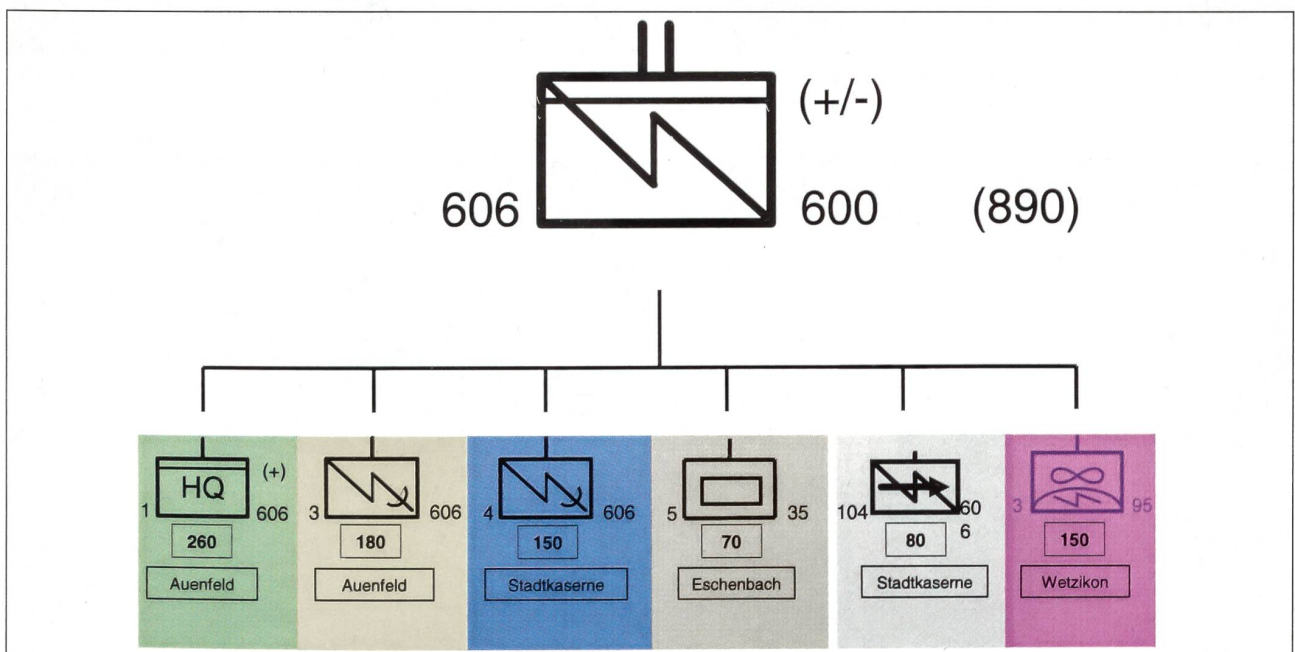 (+/-)
606 600 (890)
HQ (+)
1 606
260
Auenfeld
3 606
180
Auenfeld
4 606
150
Stadtkaserne
5 35
70
Eschenbach
104 60
6
80
Stadtkaserne
3 95
150
Wetzikon